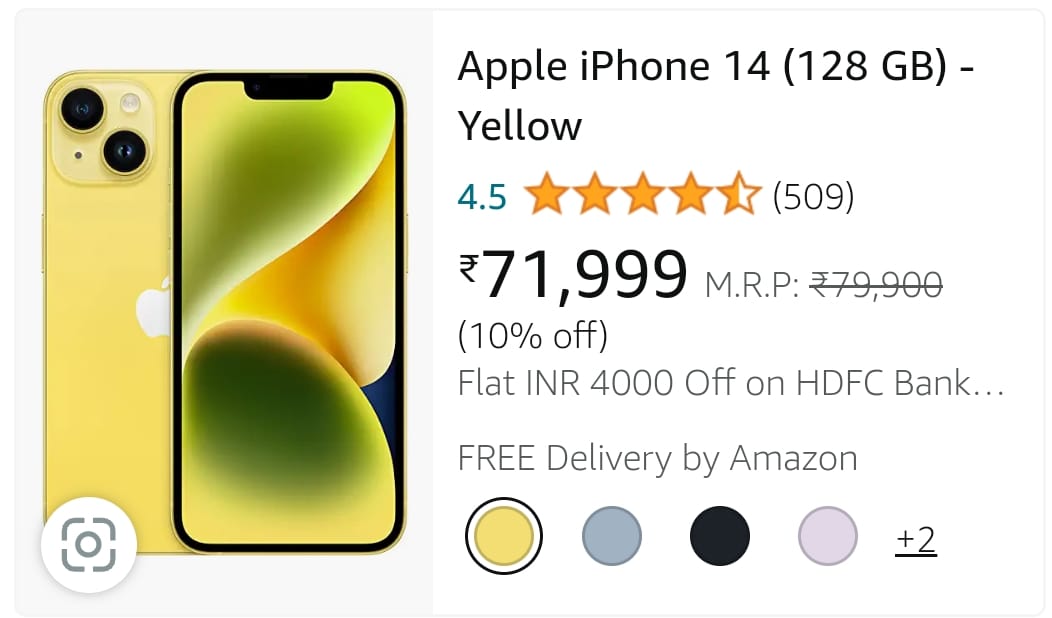 Apple iPhone 14 (128 GB) -
Yellow
4.5 (509)
₹71,999 M.R.P: ₹79,900
(10% off)
Flat INR 4000 Off on HDFC Bank...
FREE Delivery by Amazon
+2